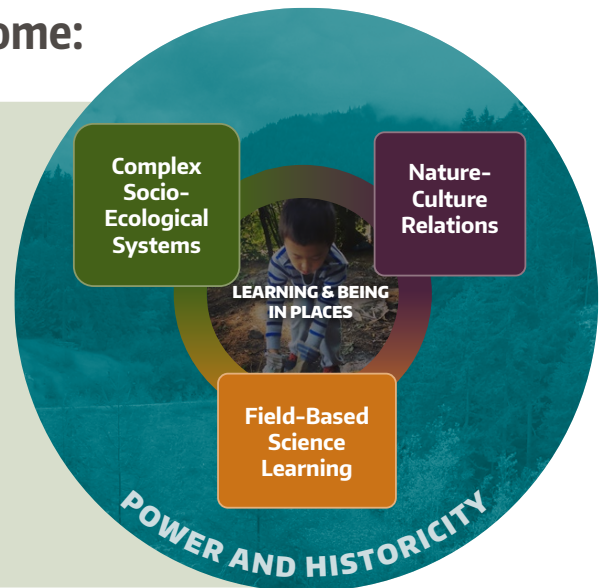 ome:
Complex
Socio-
Ecological
Systems
Nature-
Culture
Relations
LEARNING & BEING
IN PLACES
Field-Based
Science
Learning
POWER AND HISTORICITY